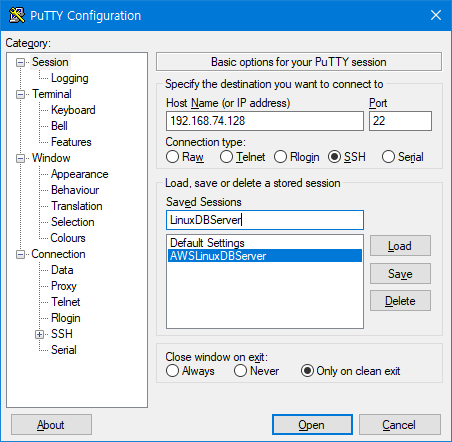 PuTTY Configuration
Category:
Session
Logging
Terminal
Keyboard
Bell
Features
Window
Appearance
Behaviour
Translation
Selection
Colours
Connection
Data
Proxy
Telnet
Rlogin
SSH
Serial
Basic options for your PuTTY session
Specify the destination you want to connect to
Host Name (or IP address) Port
192.168.74.128 22
Connection type:
Raw Telnet Rlogin SSH Serial
Load, save or delete a stored session
Saved Sessions
LinuxDBServer
Default Settings
AWSLinuxDBServer
Load
Save
Delete
Close window on exit:
Always Never Only on clean exit
About Open Cancel